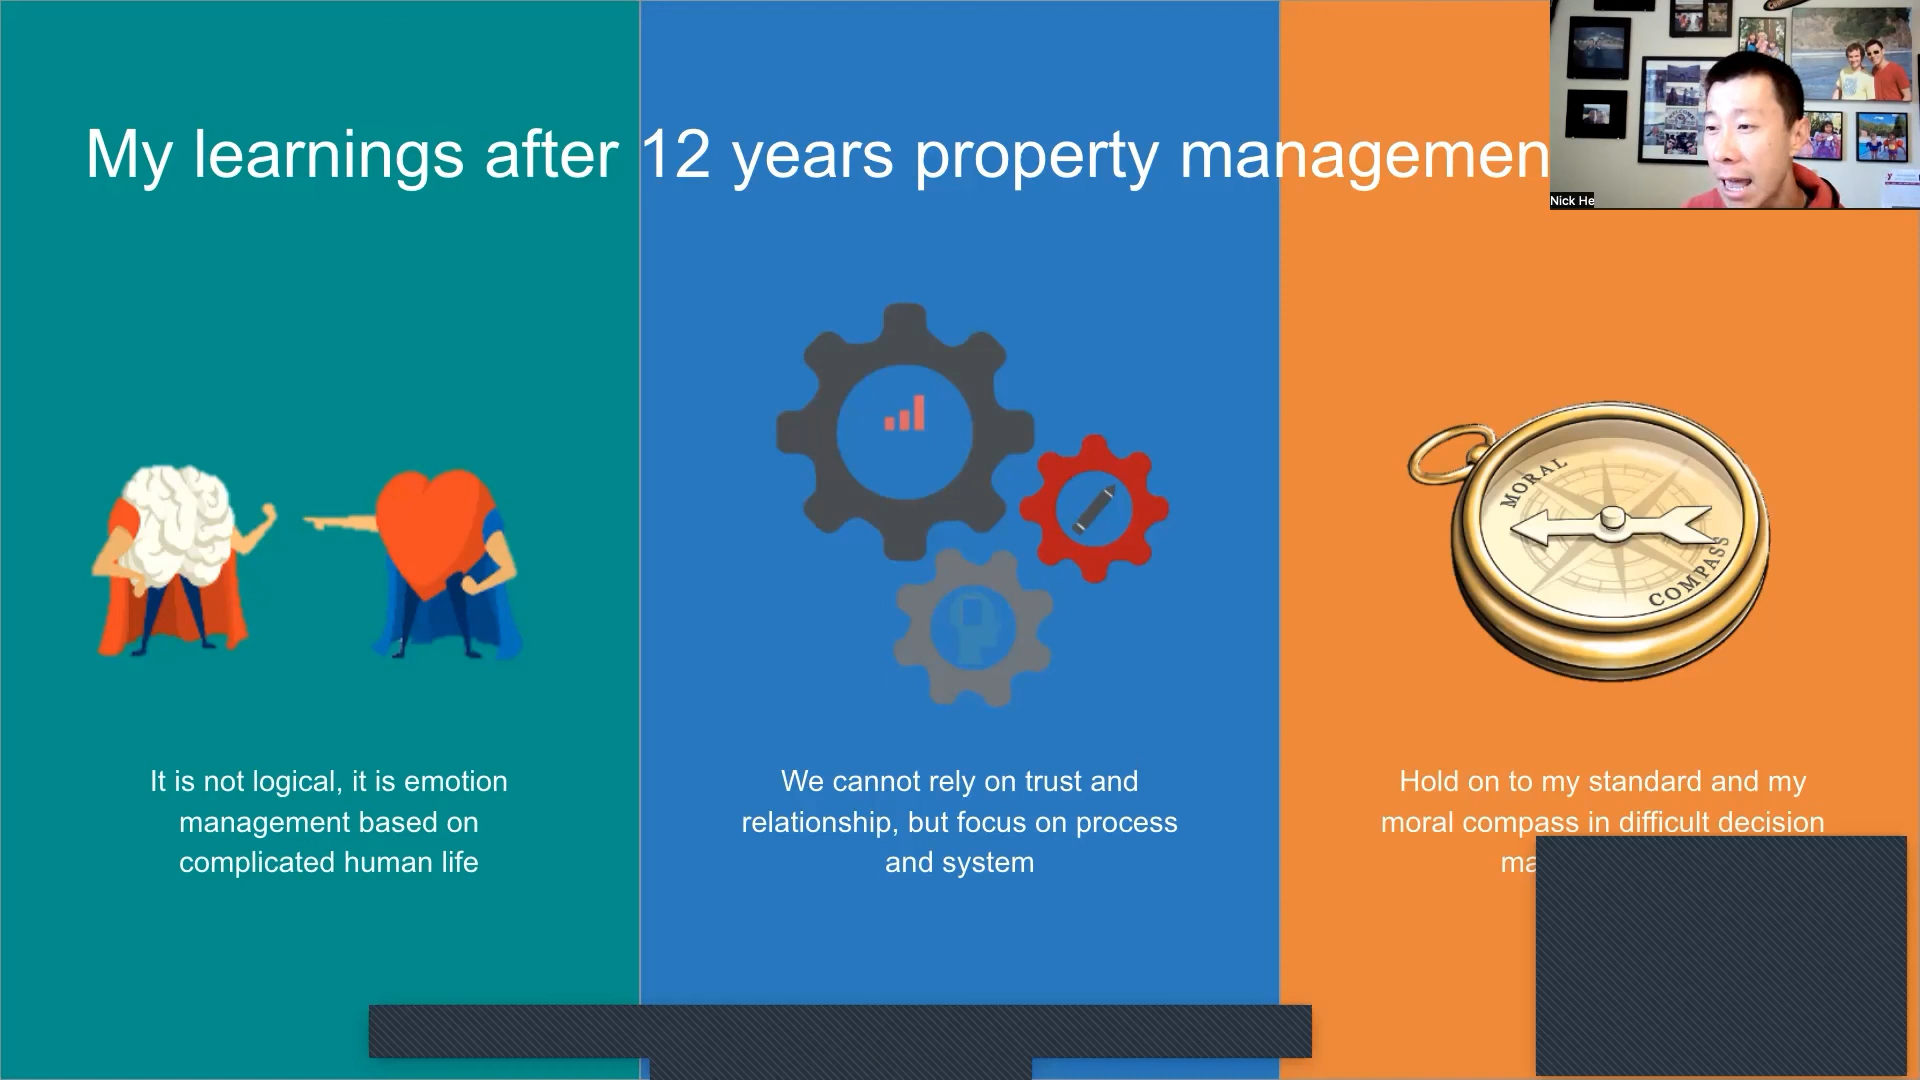 My learnings after 12 years property managemen
Nick He
MORAL
COMPASS
It is not logical, it is emotion
management based on
complicated human life
We cannot rely on trust and
relationship, but focus on process
and system
Hold on to my standard and my
moral compass in difficult decision
ma